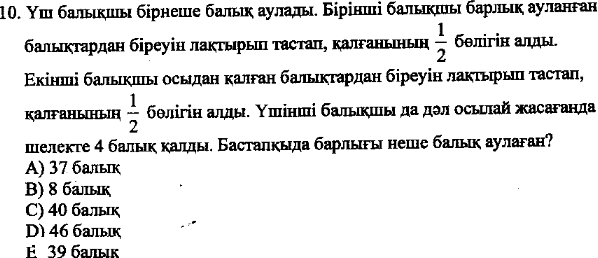 10. Үш балықшы бірнеше балық аулады. Бірінші балықшы барлық ауланған
балықтардан біреуін лақтырып тастап, қалғанының 1/2 бөлігін алды.
Екінші балықшы осыдан қалған балықтардан біреуін лақтырып тастап,
қалғанының 1/2 бөлігін алды. Үшінші балықшы да дәл осылай жасағанда
шелекте 4 балық қалды. Бастапқыда барлығы неше балық аулаған?
A) 37 балық
B) 8 балық
C) 40 балық
D) 46 балық
E 39 балық